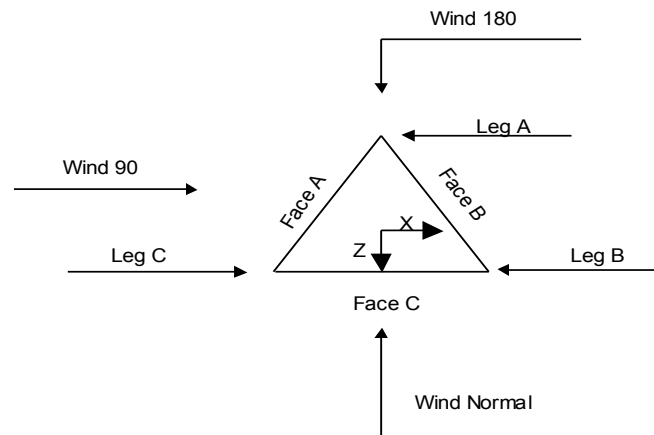 Wind 180
Leg A
Wind 90
Face A
Face B
X
Z
Leg C
Leg B
Face C
Wind Normal